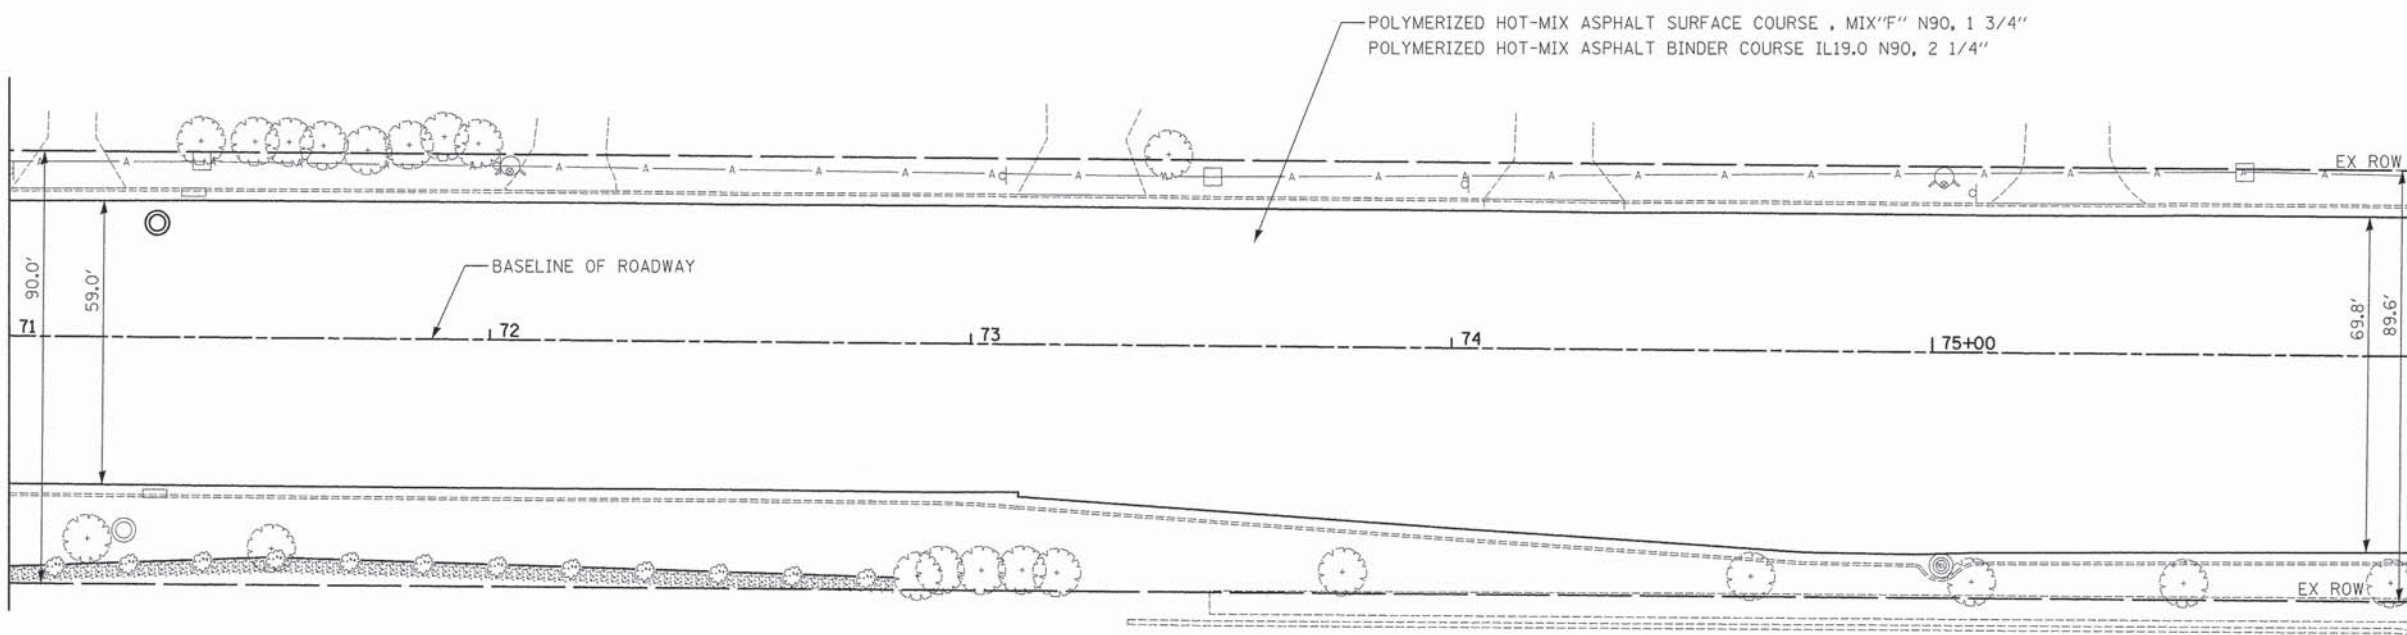 POLYMERIZED HOT-MIX ASPHALT SURFACE COURSE , MIX"F" N90, 1 3/4"
POLYMERIZED HOT-MIX ASPHALT BINDER COURSE IL19.0 N90, 2 1/4"
A A A A A A A A A A A A A A A A A A A A A A A A A A A
EX ROW
BASELINE OF ROADWAY
90.0'
59.0'
69.8'
89.6'
71
72
73
74
75+00
EX ROW